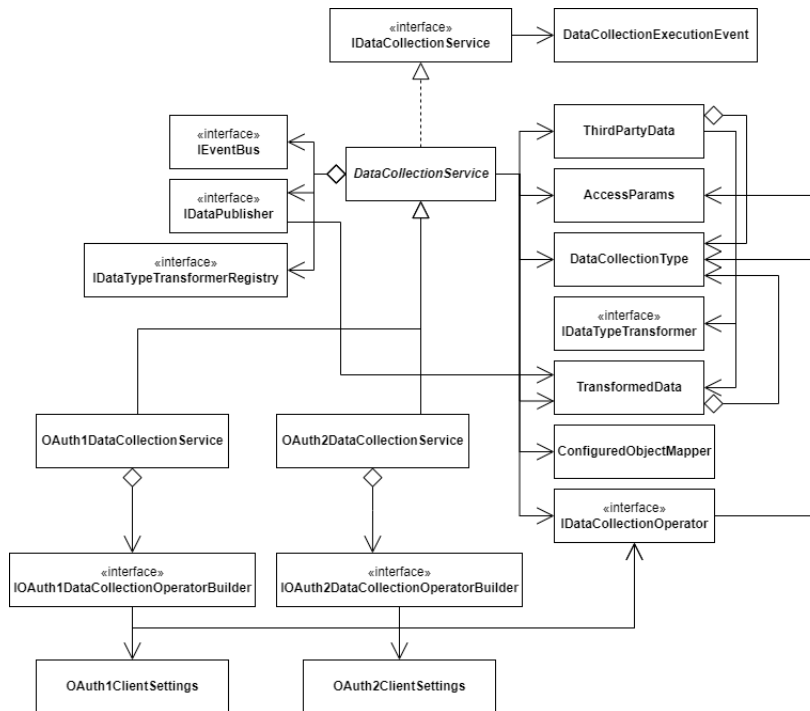 «interface»
IDataCollectionService
DataCollectionExecutionEvent
«interface»
IEventBus
ThirdPartyData
DataCollectionService
«interface»
IDataPublisher
AccessParams
«interface»
IDataTypeTransformerRegistry
DataCollectionType
«interface»
IDataTypeTransformer
TransformedData
OAuth1DataCollectionService
OAuth2DataCollectionService
ConfiguredObjectMapper
«interface»
IDataCollectionOperator
«interface»
IOAuth1DataCollectionOperatorBuilder
«interface»
IOAuth2DataCollectionOperatorBuilder
OAuth1ClientSettings
OAuth2ClientSettings